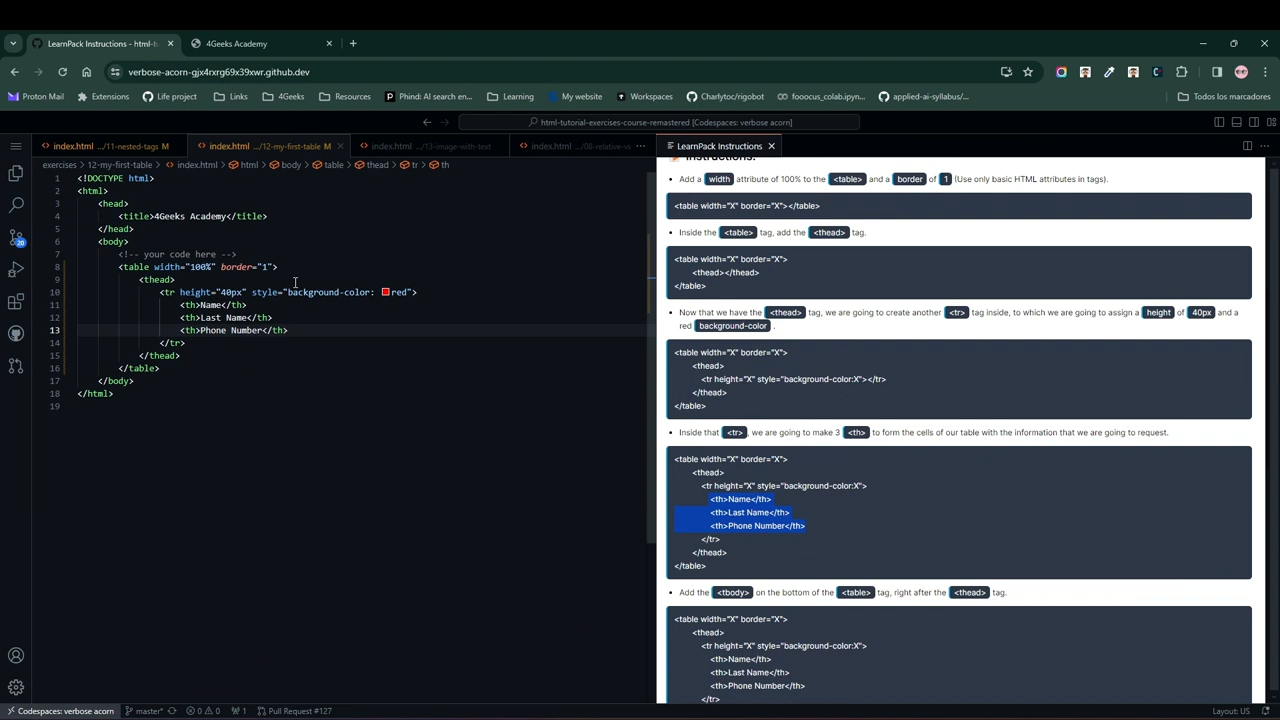 LearnPack Instructions - html-tu
4Geeks Academy
verbose-acorn-gjx4rxrg69x39xwr.github.dev
Proton Mail
Extensions
Life project
Links
4Geeks
Resources
Phind: AI search en...
Learning
My website
Workspaces
Charlytoc/rigobot
fooocus_colab.ipyn...
applied-ai-syllabus/...
Todos los marcadores
html-tutorial-exercises-course-remastered [Codespaces: verbose acorn]
index.html .../11-nested-tags M
index.html .../12-my-first-table M
index.html .../13-image-with-text
index.html .../08-relative-vs
LearnPack Instructions
exercises > 12-my-first-table > index.html > html > body > table > thead > tr > th
1 <!DOCTYPE html>
2 <html>
3 <head>
4 <title>4Geeks Academy</title>
5 </head>
6 <body>
7 <!-- your code here -->
8 <table width="100%" border="1">
9 <thead>
10 <tr height="40px" style="background-color: red">
11 <th>Name</th>
12 <th>Last Name</th>
13 <th>Phone Number</th>
14 </tr>
15 </thead>
16 </table>
17 </body>
18 </html>
19
Instructions:
• Add a width attribute of 100% to the <table> and a border of 1 (Use only basic HTML attributes in tags).
<table width="X" border="X"></table>
• Inside the <table> tag, add the <thead> tag.
<table width="X" border="X">
<thead></thead>
</table>
• Now that we have the <thead> tag, we are going to create another <tr> tag inside, to which we are going to assign a height of 40px and a
red background-color .
<table width="X" border="X">
<thead>
<tr height="X" style="background-color:X"></tr>
</thead>
</table>
• Inside that <tr>, we are going to make 3 <th> to form the cells of our table with the information that we are going to request.
<table width="X" border="X">
<thead>
<tr height="X" style="background-color:X">
<th>Name</th>
<th>Last Name</th>
<th>Phone Number</th>
</tr>
</thead>
</table>
• Add the <tbody> on the bottom of the <table> tag, right after the <thead> tag.
<table width="X" border="X">
<thead>
<tr height="X" style="background-color:X">
<th>Name</th>
<th>Last Name</th>
<th>Phone Number</th>
</tr>
20
Codespaces: verbose acorn
master*
0 0
1
Pull Request #127
Layout: US